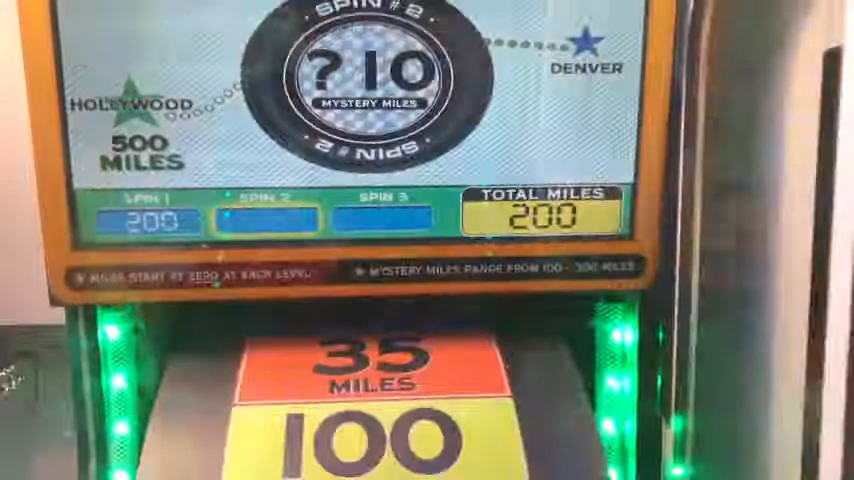 SPIN # 2
?10
MYSTERY MILES
SPIN # 2
DENVER
HOLLYWOOD
500
MILES
SPIN 1
SPIN 2
SPIN 3
TOTAL MILES
200
200
MILES START AT ZERO AT EACH LEVEL
MYSTERY MILES RANGE FROM 100 - 300 MILES
35
MILES
100